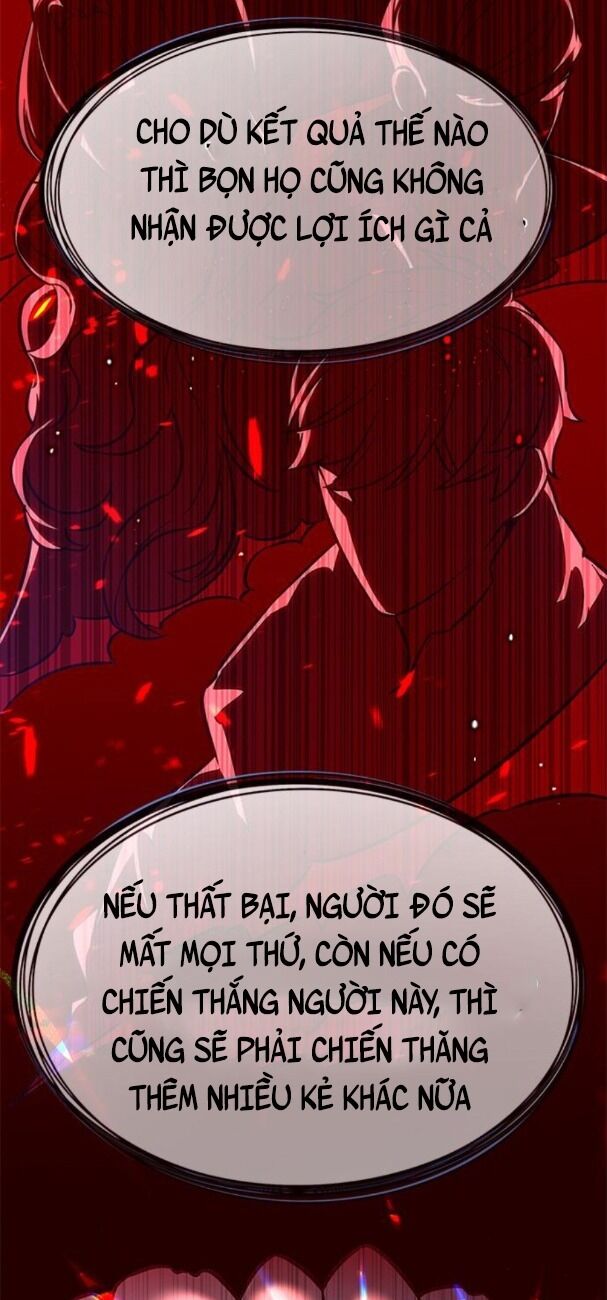 CHO DÙ KẾT QUẢ THẾ NÀO
THÌ BỌN HỌ CŨNG KHÔNG
NHẬN ĐƯỢC LỢI ÍCH GÌ CẢ
NẾU THẤT BẠI, NGƯỜI ĐÓ SẼ
MẤT MỌI THỨ, CÒN NẾU CÓ
CHIẾN THẮNG NGƯỜI NÀY, THÌ
CŨNG SẼ PHẢI CHIẾN THĂNG
THÊM NHIỀU KẺ KHÁC NỮA